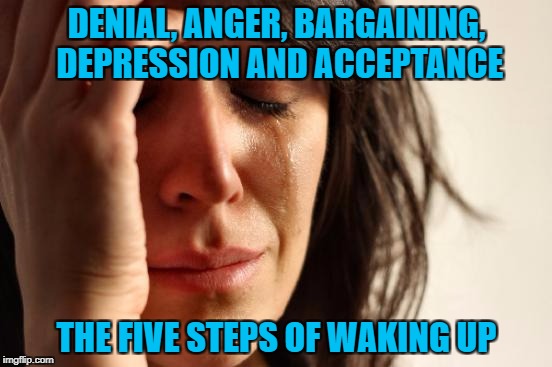 DENIAL, ANGER, BARGAINING,
DEPRESSION AND ACCEPTANCE
THE FIVE STEPS OF WAKING UP
imgflip.com